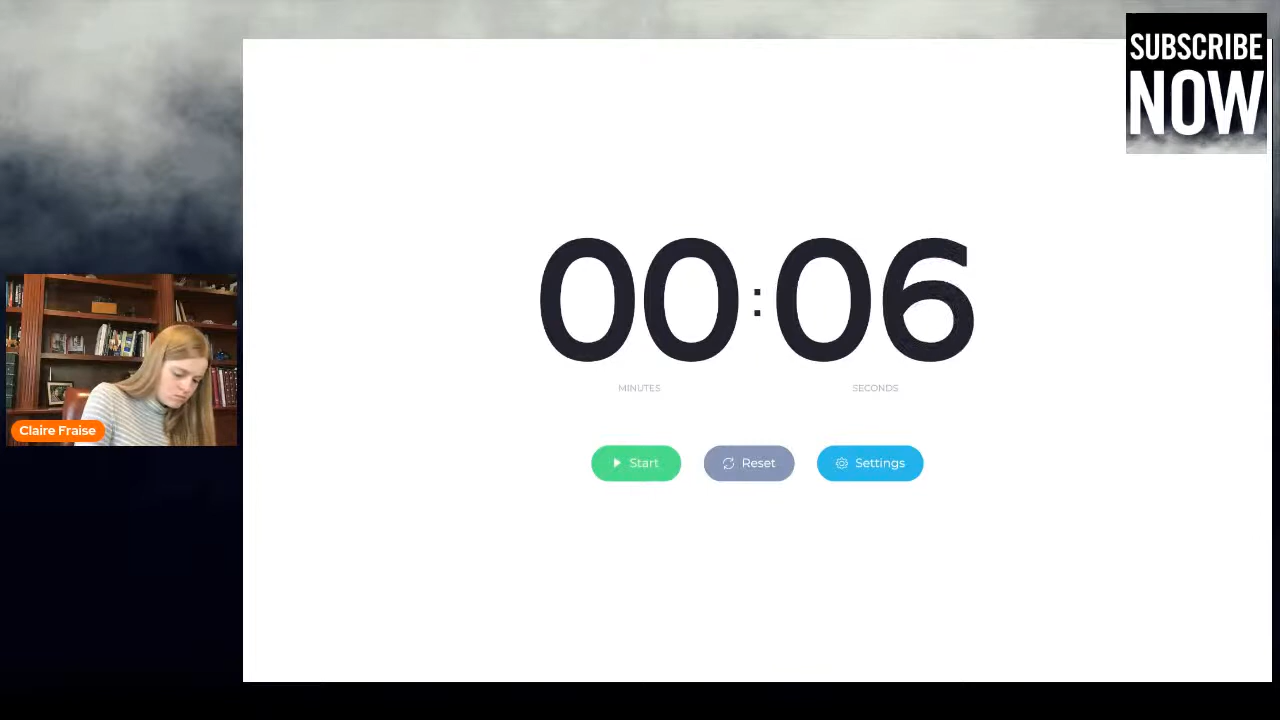 SUBSCRIBE
NOW
00:06
MINUTES SECONDS
Start Reset Settings
Claire Fraise